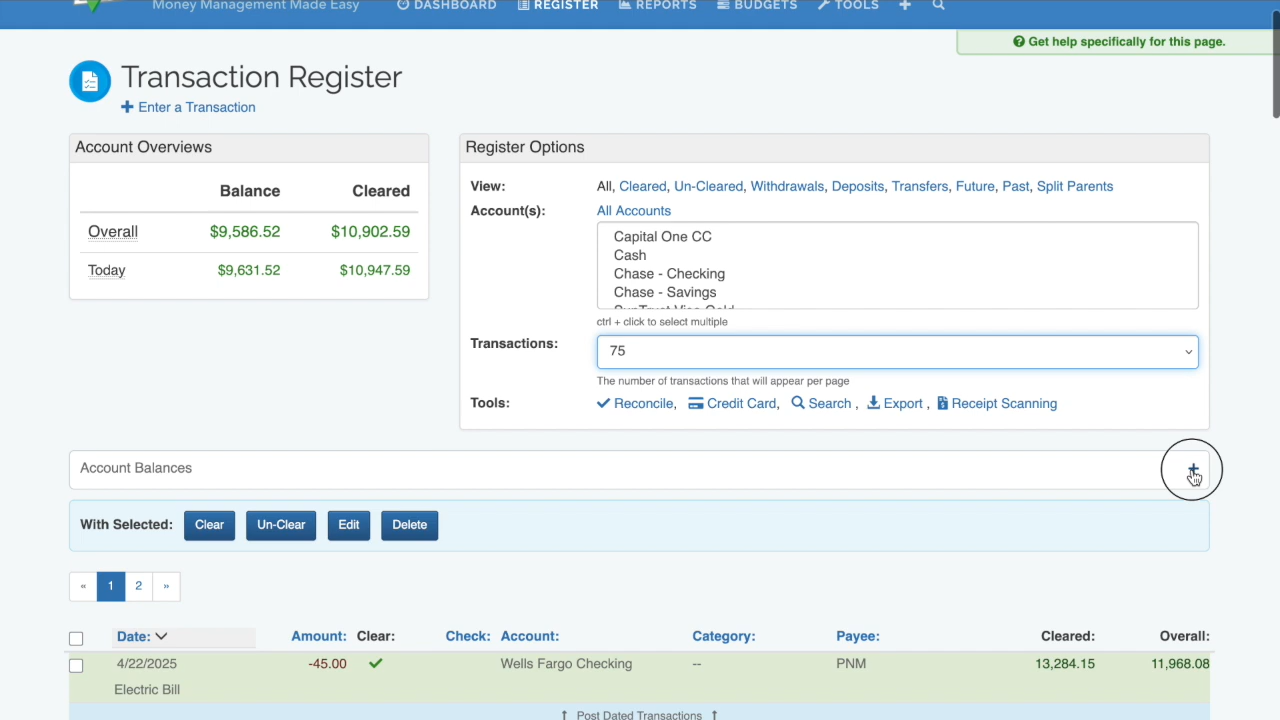 Money Management Made Easy
DASHBOARD REGISTER REPORTS BUDGETS TOOLS
Get help specifically for this page.
Transaction Register
Enter a Transaction
Account Overviews
Balance Cleared
Overall $9,586.52 $10,902.59
Today $9,631.52 $10,947.59
Register Options
View: All, Cleared, Un-Cleared, Withdrawals, Deposits, Transfers, Future, Past, Split Parents
Account(s): All Accounts
Capital One CC
Cash
Chase - Checking
Chase - Savings
SunTrust Visa Gold
ctrl + click to select multiple
Transactions: 75
The number of transactions that will appear per page
Tools: Reconcile, Credit Card, Search , Export , Receipt Scanning
Account Balances
With Selected: Clear Un-Clear Edit Delete
« 1 2 »
Date: Amount: Clear: Check: Account: Category: Payee: Cleared: Overall:
4/22/2025 -45.00 Wells Fargo Checking -- PNM 13,284.15 11,968.08
Electric Bill
Post Dated Transactions